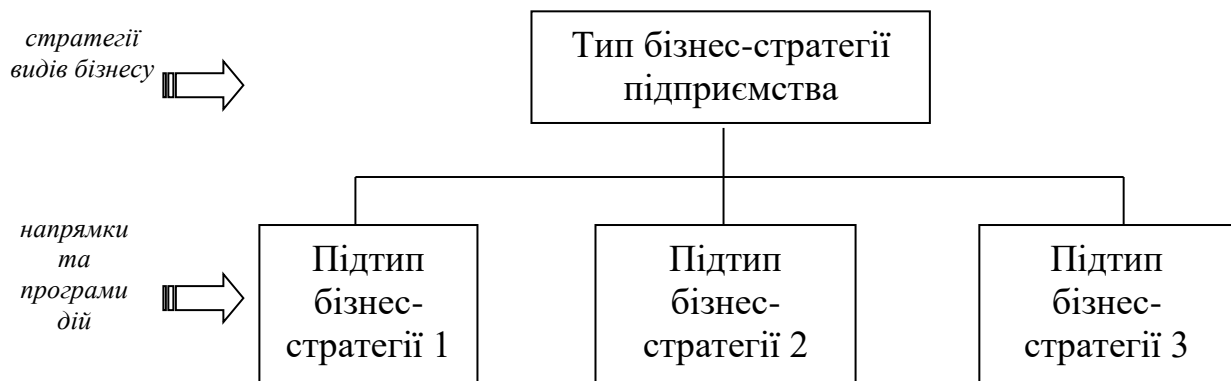 стратегії
видів бізнесу
Тип бізнес-стратегії
підприємства
напрямки
та
програми
дій
Підтип
бізнес-
стратегії 1
Підтип
бізнес-
стратегії 2
Підтип
бізнес-
стратегії 3